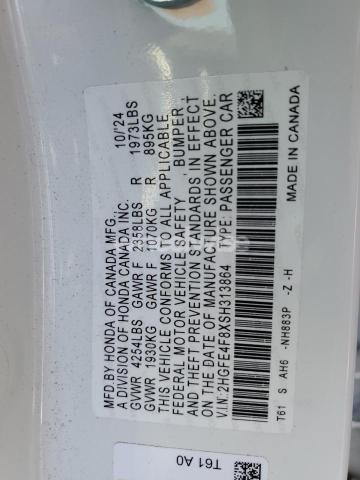 MFD BY HONDA OF CANADA MFG. 10/'24
A DIVISION OF HONDA CANADA INC.
GVWR 4254LBS GAWR F 2358LBS R 1973LBS
GVWR 1930KG GAWR F 1070KG R 895KG
THIS VEHICLE CONFORMS TO ALL APPLICABLE
FEDERAL MOTOR VEHICLE SAFETY, BUMPER,
AND THEFT PREVENTION STANDARDS, IN EFFECT
ON THE DATE OF MANUFACTURE SHOWN ABOVE.
V.I.N: 2HGFE4F8XSH313864 TYPE: PASSENGER CAR
T61 S AH6 -NH883P -Z -H MADE IN CANADA
T61 A0